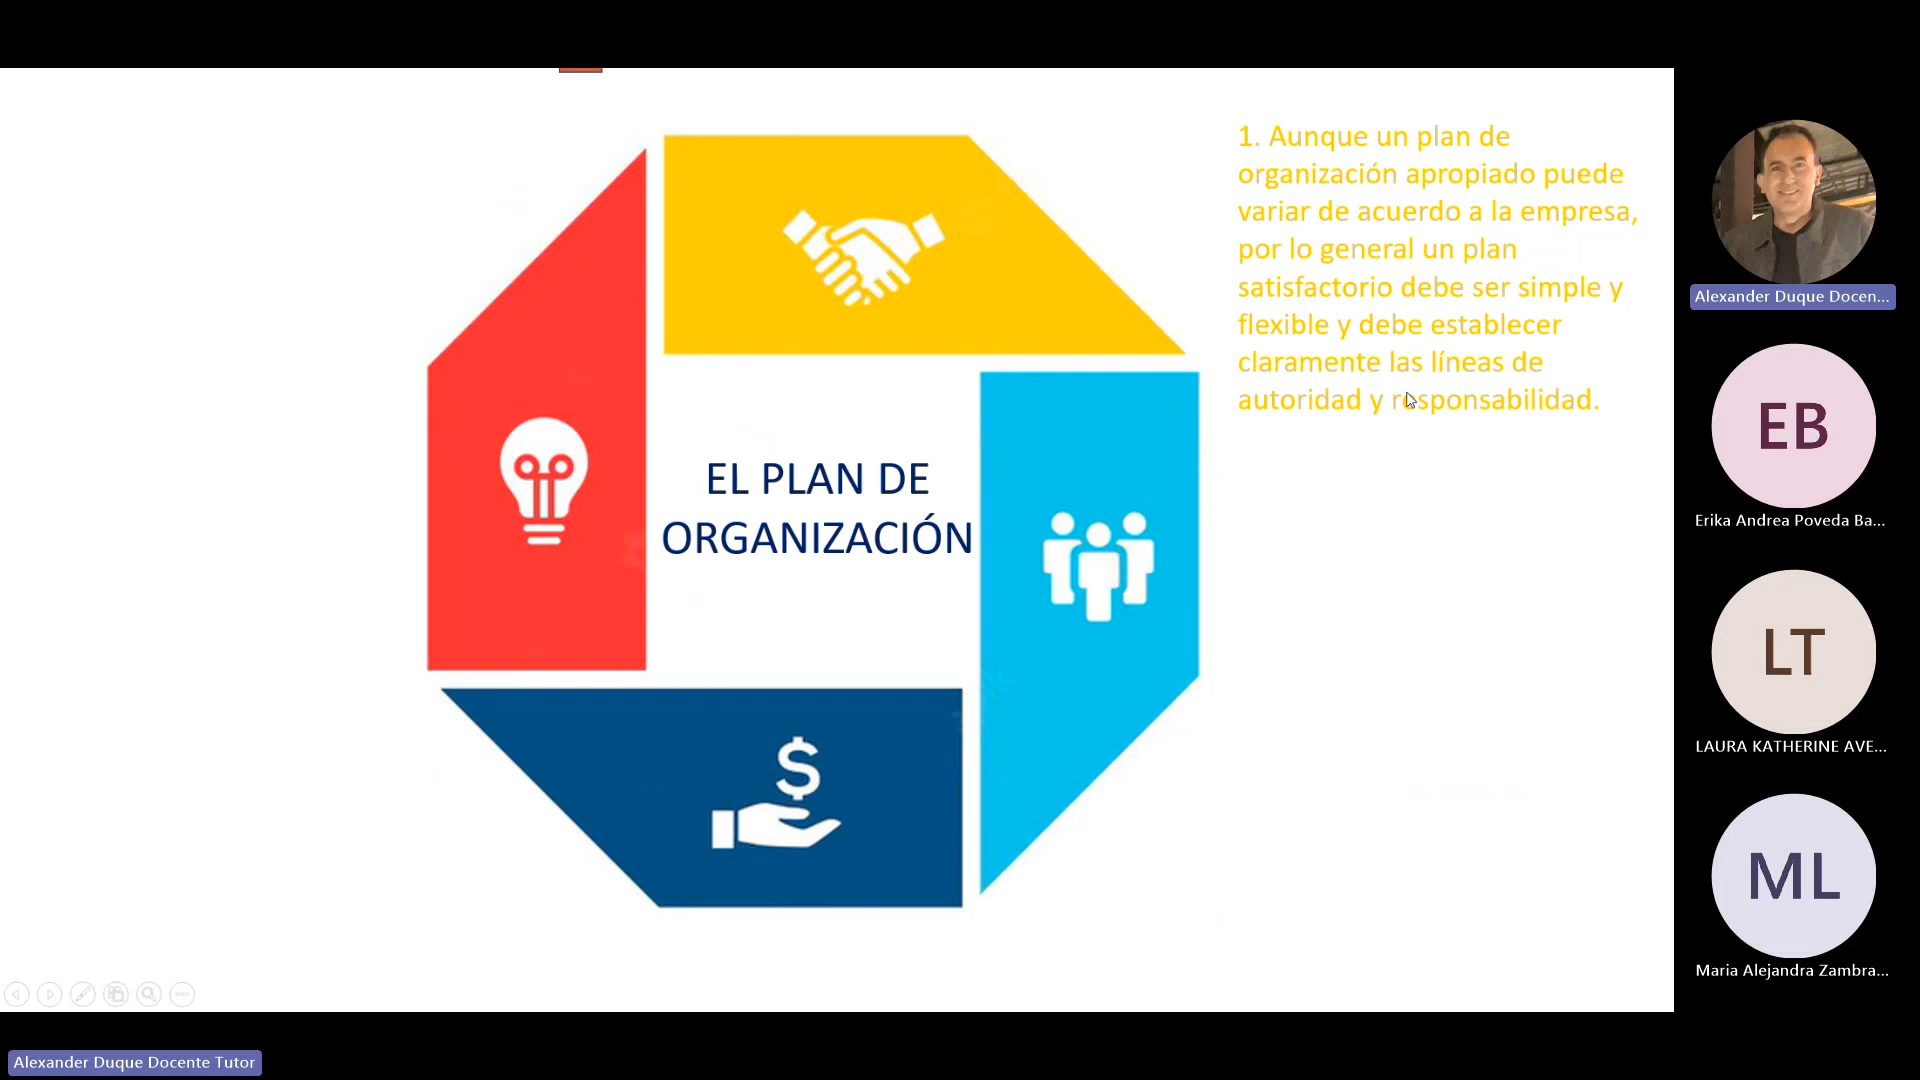 1. Aunque un plan de
organización apropiado puede
variar de acuerdo a la empresa,
por lo general un plan
satisfactorio debe ser simple y
flexible y debe establecer
claramente las líneas de
autoridad y responsabilidad.
EL PLAN DE
ORGANIZACIÓN
$
Alexander Duque Docen...
EB
Erika Andrea Poveda Ba...
LT
LAURA KATHERINE AVE...
ML
Maria Alejandra Zambra...
Alexander Duque Docente Tutor